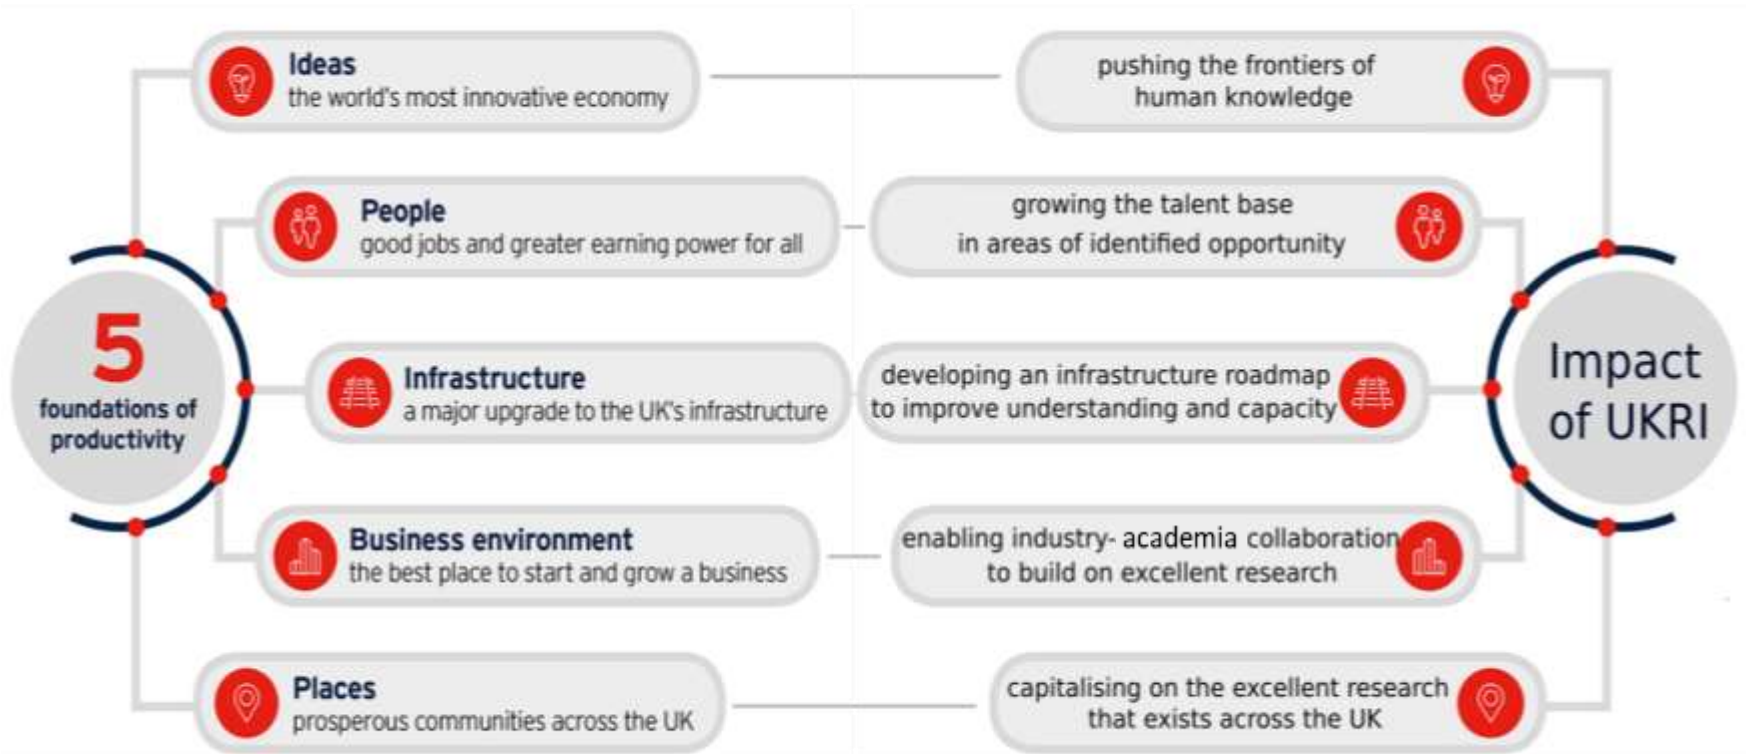 Ideas
the world's most innovative economy
pushing the frontiers of
human knowledge
People
good jobs and greater earning power for all
growing the talent base
in areas of identified opportunity
5
foundations of
productivity
Infrastructure
a major upgrade to the UK's infrastructure
developing an infrastructure roadmap
to improve understanding and capacity
Impact
of UKRI
Business environment
the best place to start and grow a business
enabling industry- academia collaboration
to build on excellent research
Places
prosperous communities across the UK
capitalising on the excellent research
that exists across the UK